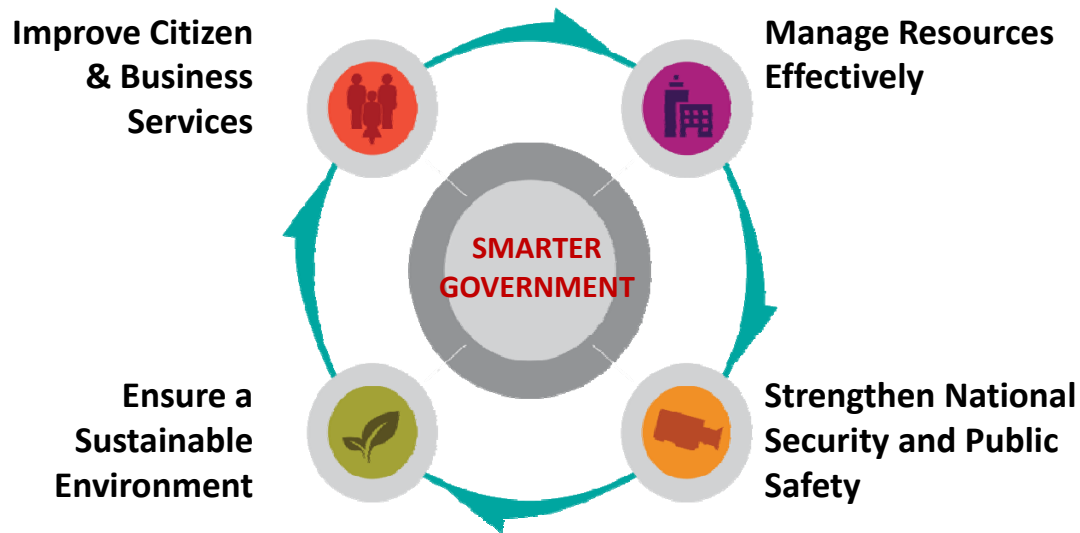 Improve Citizen
& Business
Services
Manage Resources
Effectively
SMARTER
GOVERNMENT
Ensure a
Sustainable
Environment
Strengthen National
Security and Public
Safety